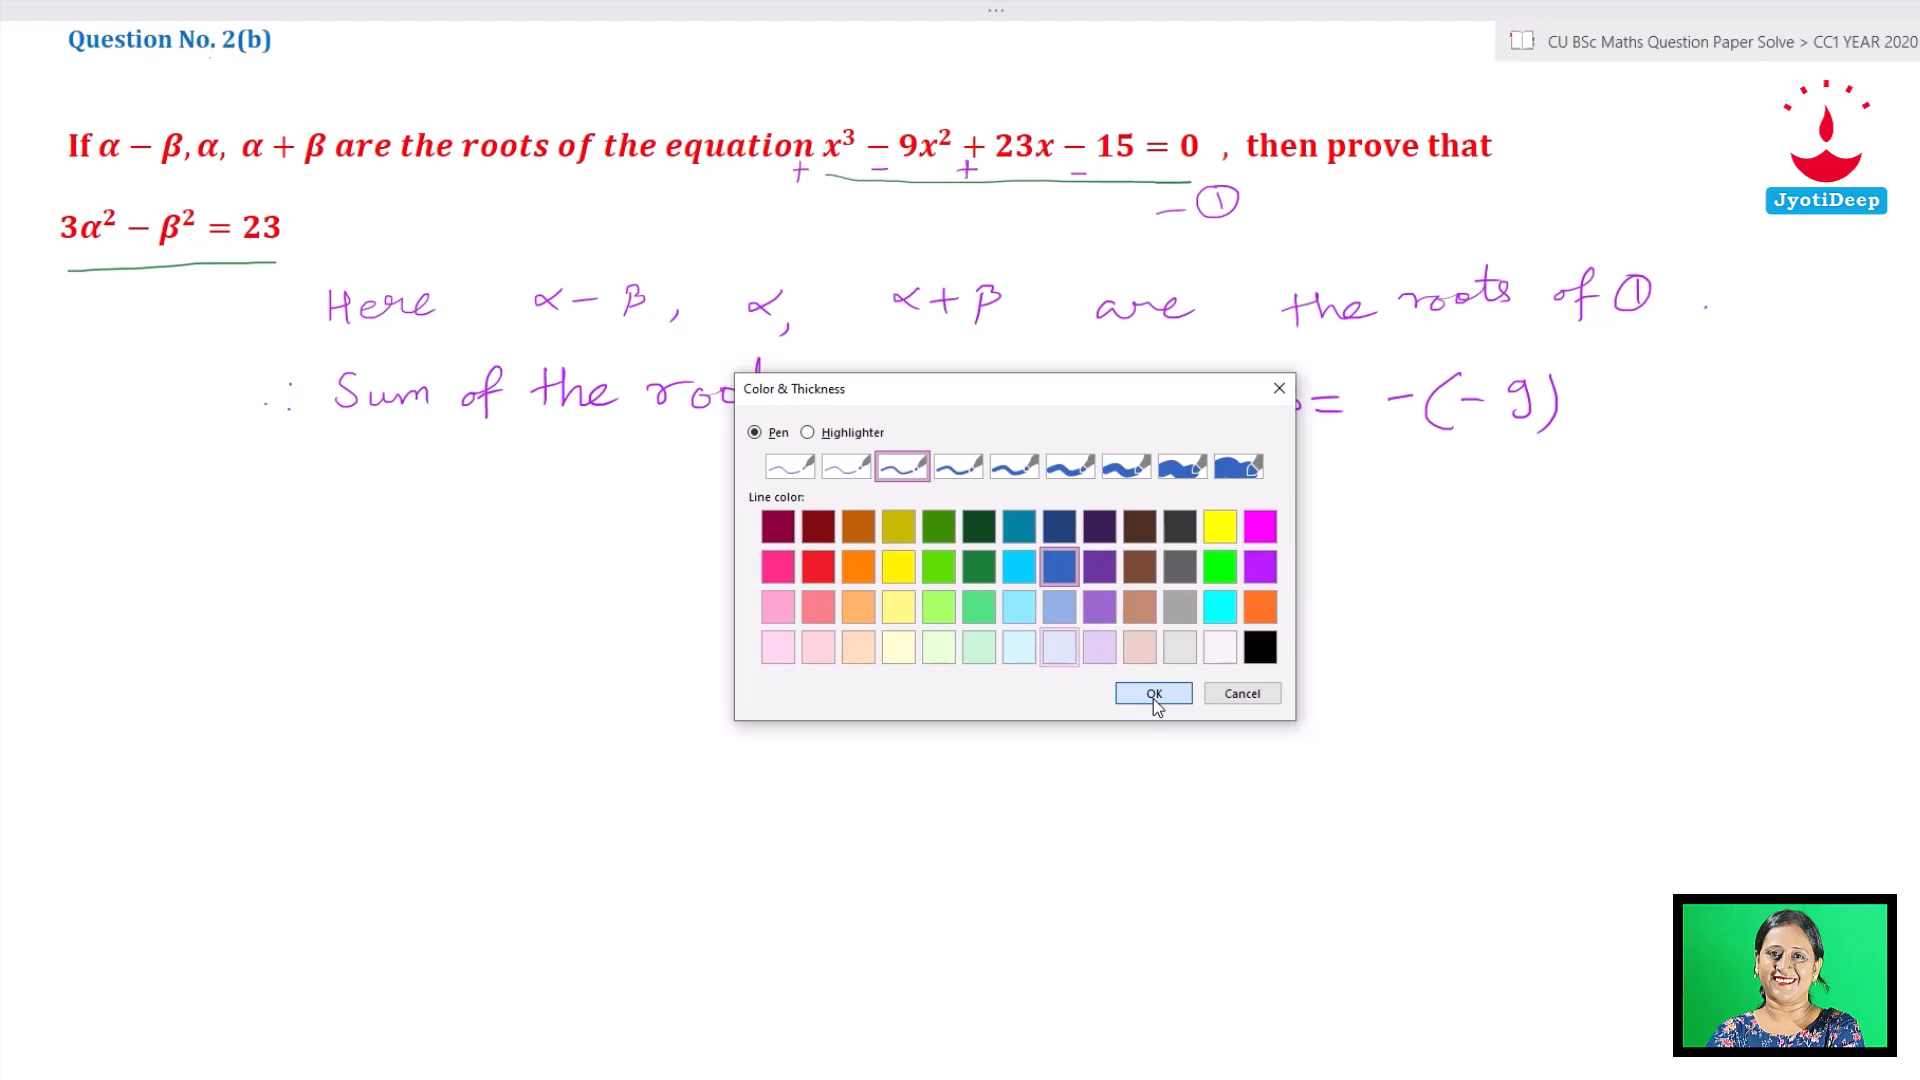 ...
Question No. 2(b)
CU BSc Maths Question Paper Solve > CC1 YEAR 2020
If α − β, α, α + β are the roots of the equation x³ − 9x² + 23x − 15 = 0 , then prove that
+ − + −
− ①
JyotiDeep
3α² − β² = 23
Here α − β, α, α + β are the roots of ① .
∴ Sum of the = −(−9)
Color & Thickness
Pen Highlighter
Line color:
OK Cancel